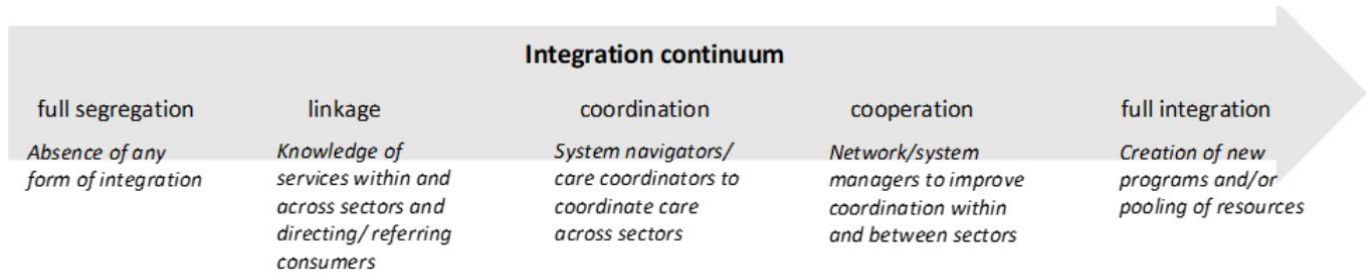 Integration continuum
full segregation
linkage
coordination
cooperation
full integration
Absence of any
form of integration
Knowledge of
services within and
across sectors and
directing/ referring
consumers
System navigators/
care coordinators to
coordinate care
across sectors
Network/system
managers to improve
coordination within
and between sectors
Creation of new
programs and/or
pooling of resources